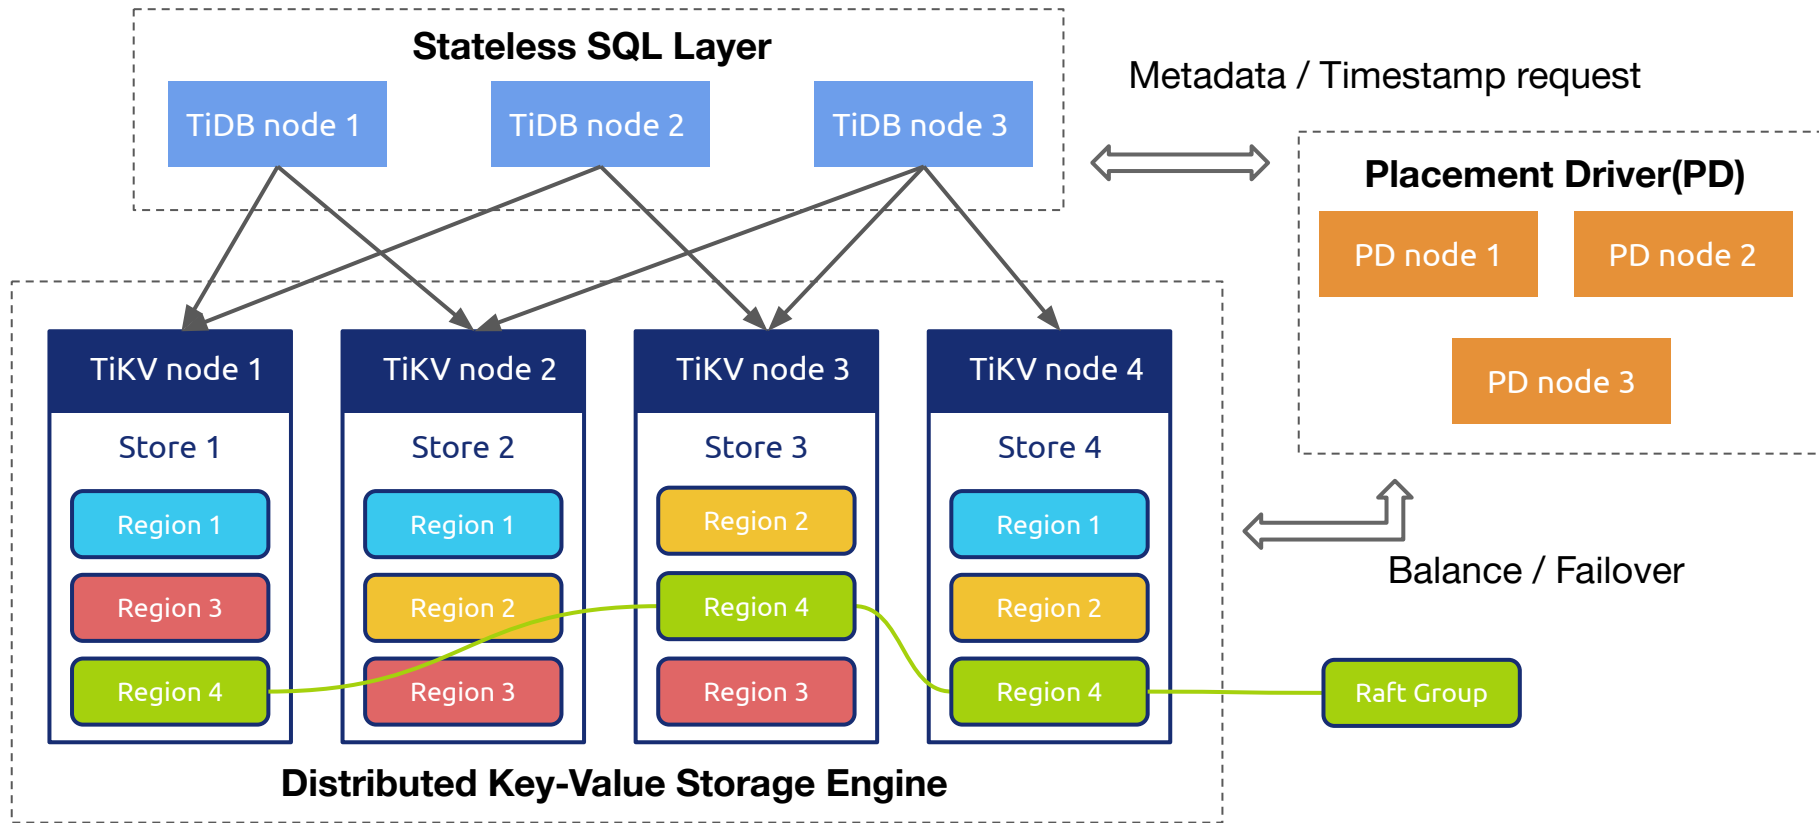 Stateless SQL Layer
TiDB node 1
TiDB node 2
TiDB node 3
Metadata / Timestamp request
Placement Driver(PD)
PD node 1
PD node 2
PD node 3
TiKV node 1
TiKV node 2
TiKV node 3
TiKV node 4
Store 1
Region 1
Region 3
Region 4
Store 2
Region 1
Region 2
Region 3
Store 3
Region 2
Region 4
Region 3
Store 4
Region 1
Region 2
Region 4
Balance / Failover
Raft Group
Distributed Key-Value Storage Engine